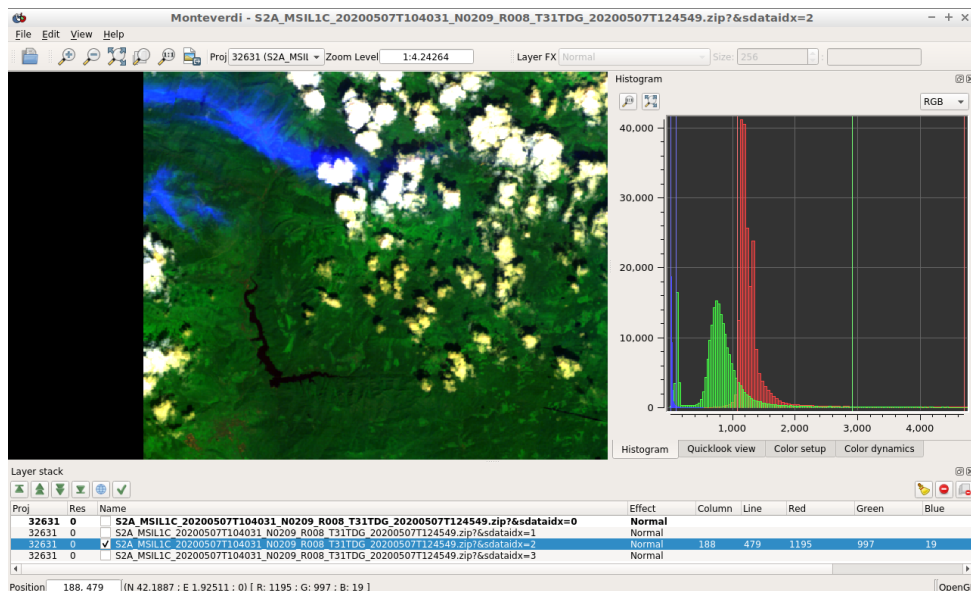 Monteverdi - S2A_MSIL1C_20200507T104031_N0209_R008_T31TDG_20200507T124549.zip?&sdataidx=2
File Edit View Help
Proj 32631 (S2A_MSIL Zoom Level 1:4.24264 Layer FX Normal Size: 256 :
Histogram
RGB
40,000
30,000
20,000
10,000
0
1,000 2,000 3,000 4,000
Histogram Quicklook view Color setup Color dynamics
Layer stack
Proj Res Name Effect Column Line Red Green Blue
32631 0 S2A_MSIL1C_20200507T104031_N0209_R008_T31TDG_20200507T124549.zip?&sdataidx=0 Normal
32631 0 S2A_MSIL1C_20200507T104031_N0209_R008_T31TDG_20200507T124549.zip?&sdataidx=1 Normal
32631 0 S2A_MSIL1C_20200507T104031_N0209_R008_T31TDG_20200507T124549.zip?&sdataidx=2 Normal 188 479 1195 997 19
32631 0 S2A_MSIL1C_20200507T104031_N0209_R008_T31TDG_20200507T124549.zip?&sdataidx=3 Normal
Position 188, 479 (N 42.1887 ; E 1.92511 ; 0) [ R: 1195 ; G: 997 ; B: 19 ] OpenG